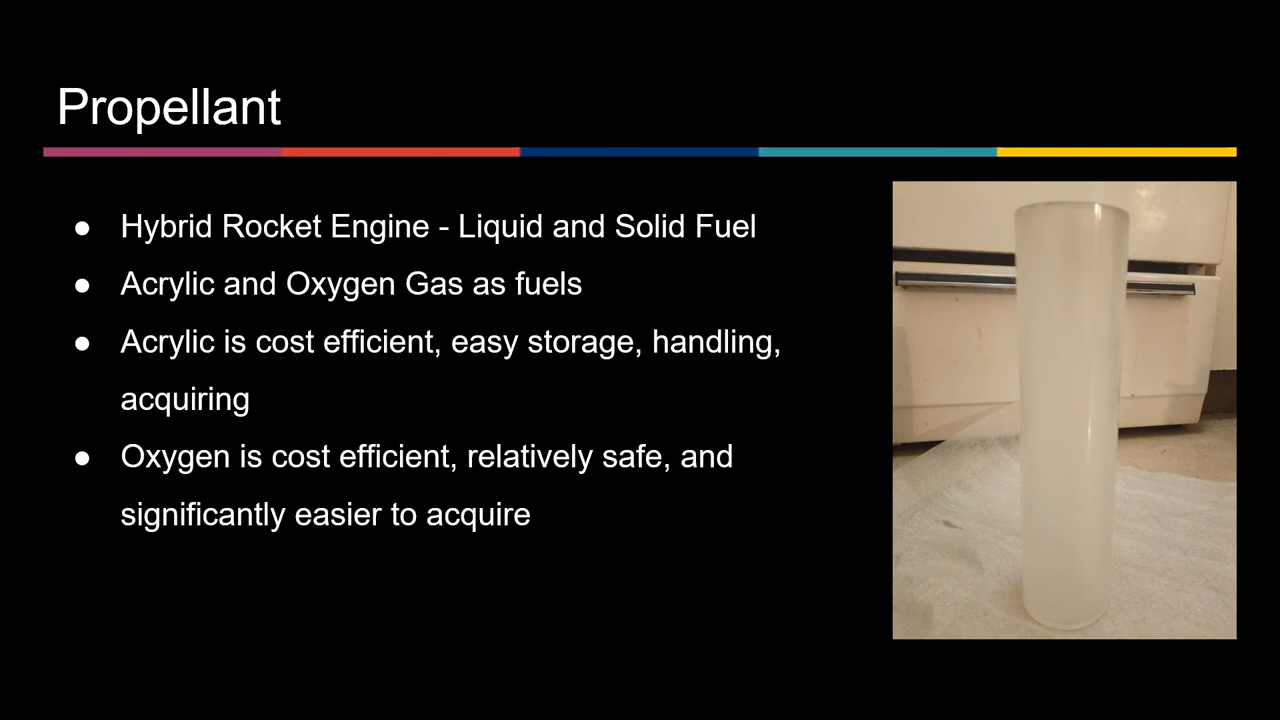 Propellant
● Hybrid Rocket Engine - Liquid and Solid Fuel
● Acrylic and Oxygen Gas as fuels
● Acrylic is cost efficient, easy storage, handling,
acquiring
● Oxygen is cost efficient, relatively safe, and
significantly easier to acquire